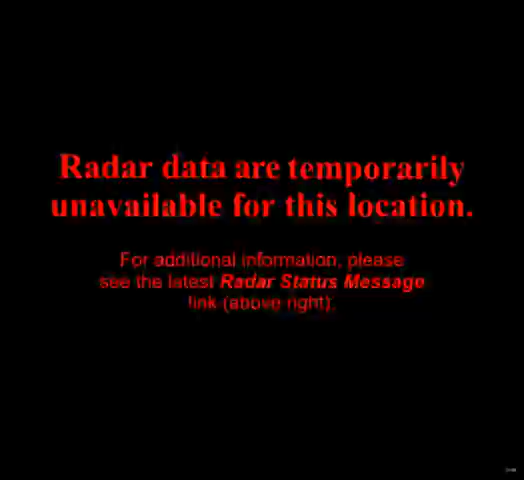 Radar data are temporarily
unavailable for this location.
For additional information, please
see the latest Radar Status Message
link (above right).